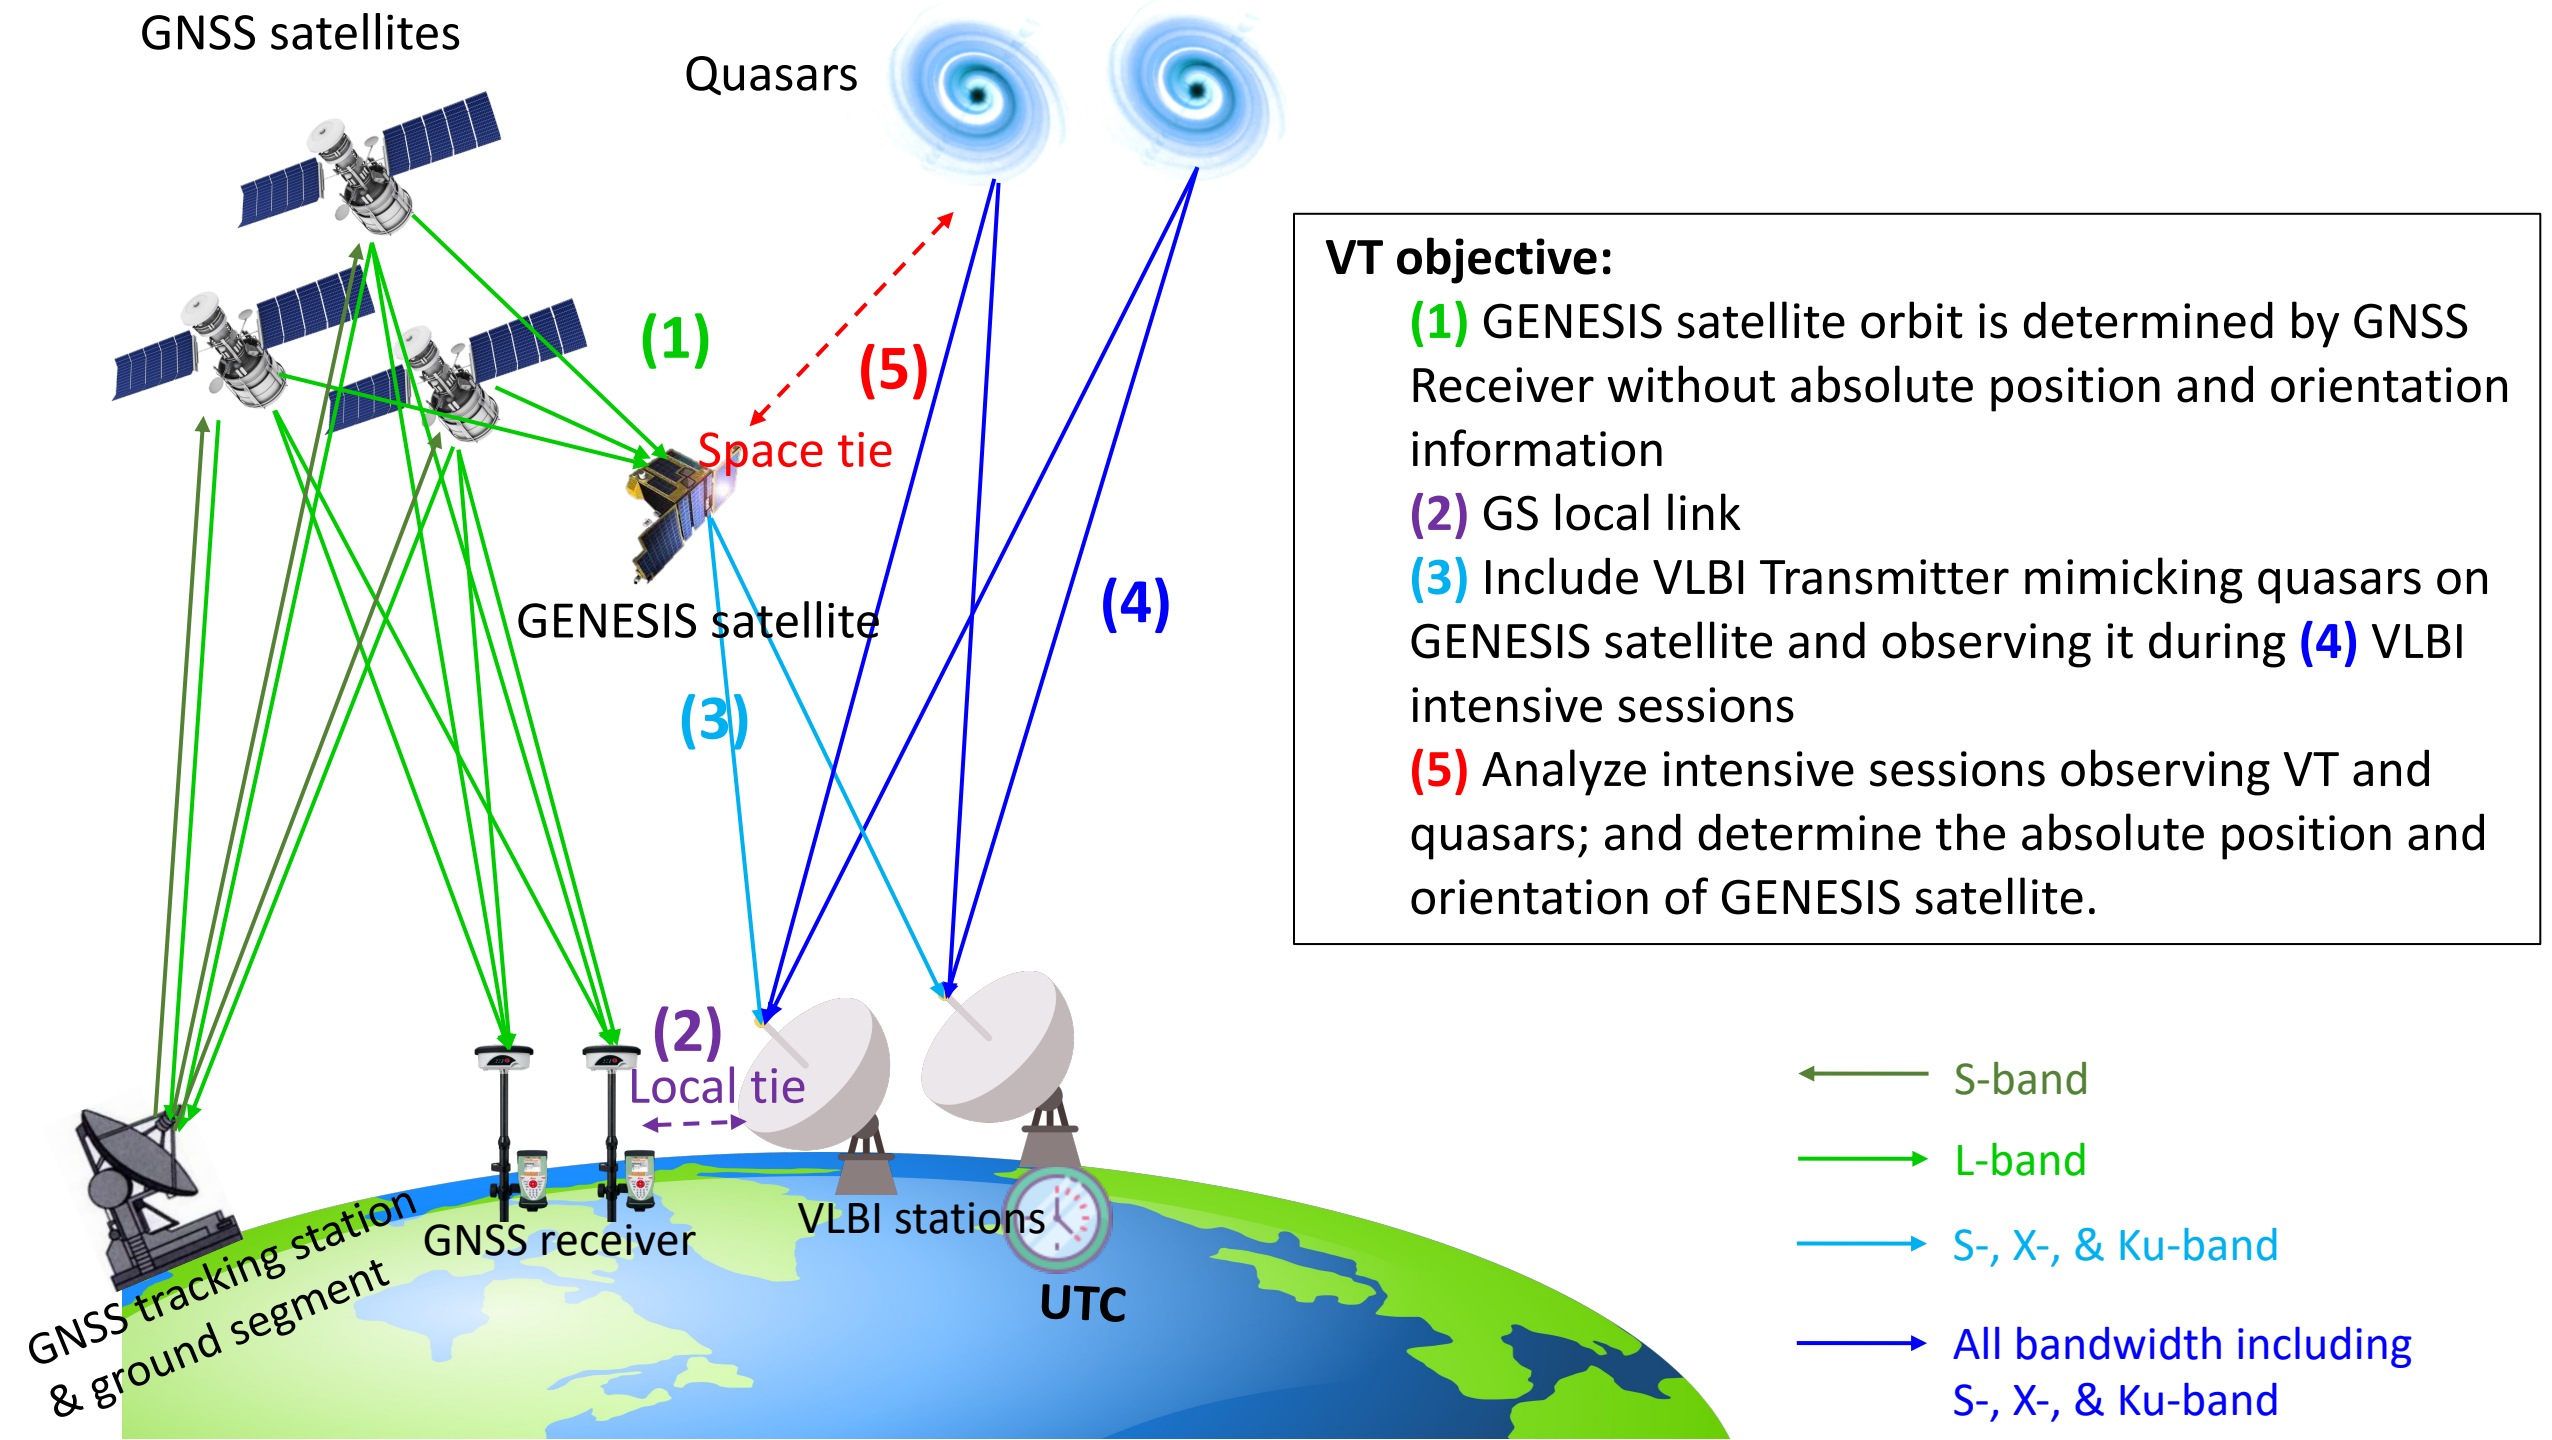 GNSS satellites
Quasars
(1)
(5)
Space tie
GENESIS satellite
(4)
(3)
(2)
Local tie
GNSS receiver
VLBI stations
UTC
GNSS tracking station
& ground segment
VT objective:
(1) GENESIS satellite orbit is determined by GNSS
Receiver without absolute position and orientation
information
(2) GS local link
(3) Include VLBI Transmitter mimicking quasars on
GENESIS satellite and observing it during (4) VLBI
intensive sessions
(5) Analyze intensive sessions observing VT and
quasars; and determine the absolute position and
orientation of GENESIS satellite.
S-band
L-band
S-, X-, & Ku-band
All bandwidth including
S-, X-, & Ku-band